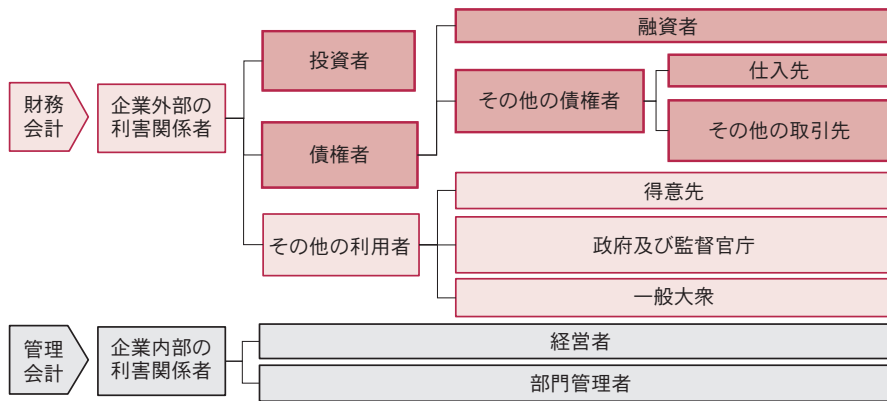 財務
会計
企業外部の
利害関係者
投資者
債権者
融資者
その他の債権者
仕入先
その他の取引先
その他の利用者
得意先
政府及び監督官庁
一般大衆
管理
会計
企業内部の
利害関係者
経営者
部門管理者